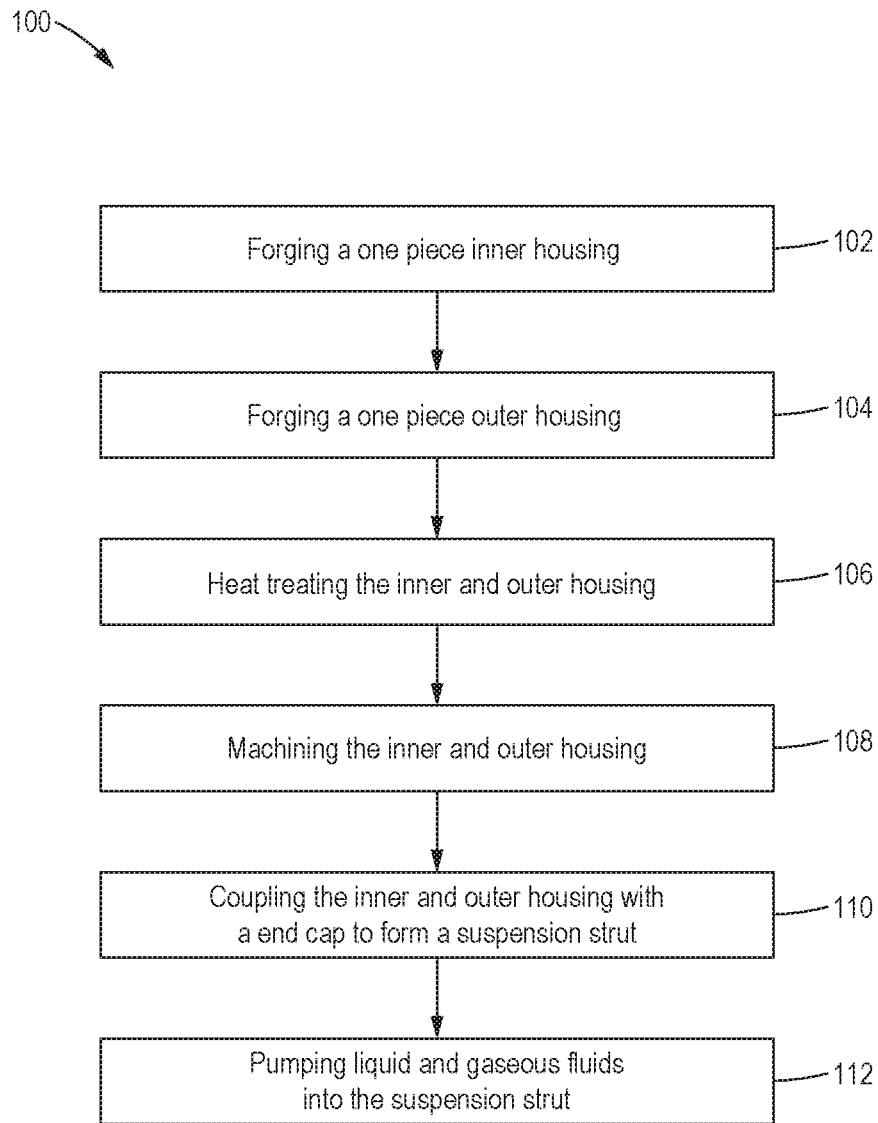 100
Forging a one piece inner housing
102
Forging a one piece outer housing
104
Heat treating the inner and outer housing
106
Machining the inner and outer housing
108
Coupling the inner and outer housing with
a end cap to form a suspension strut
110
Pumping liquid and gaseous fluids
into the suspension strut
112